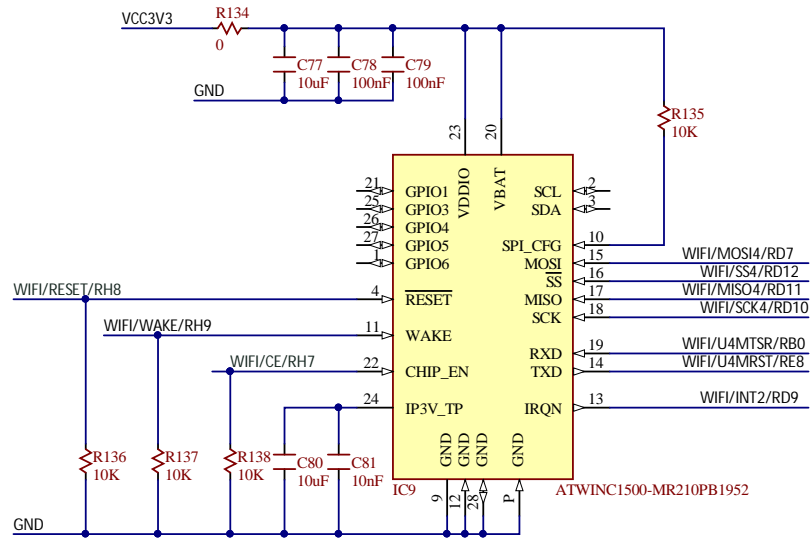 VCC3V3
R134
0
C77
10uF
C78
100nF
C79
100nF
GND
R135
10K
23
20
VDDIO
VBAT
21
GPIO1
25
GPIO3
26
GPIO4
27
GPIO5
1
GPIO6
SCL
2
SDA
3
SPI_CFG
10
MOSI
15
WIFI/MOSI4/RD7
SS
16
WIFI/SS4/RD12
MISO
17
WIFI/MISO4/RD11
SCK
18
WIFI/SCK4/RD10
WIFI/RESET/RH8
4
RESET
WIFI/WAKE/RH9
11
WAKE
WIFI/CE/RH7
22
CHIP_EN
24
IP3V_TP
RXD
19
WIFI/U4MTSR/RB0
TXD
14
WIFI/U4MRST/RE8
IRQN
13
WIFI/INT2/RD9
R136
10K
R137
10K
R138
10K
C80
10uF
C81
10nF
GND
GND
GND
GND
IC9
ATWINC1500-MR210PB1952
9
12
28
P
GND